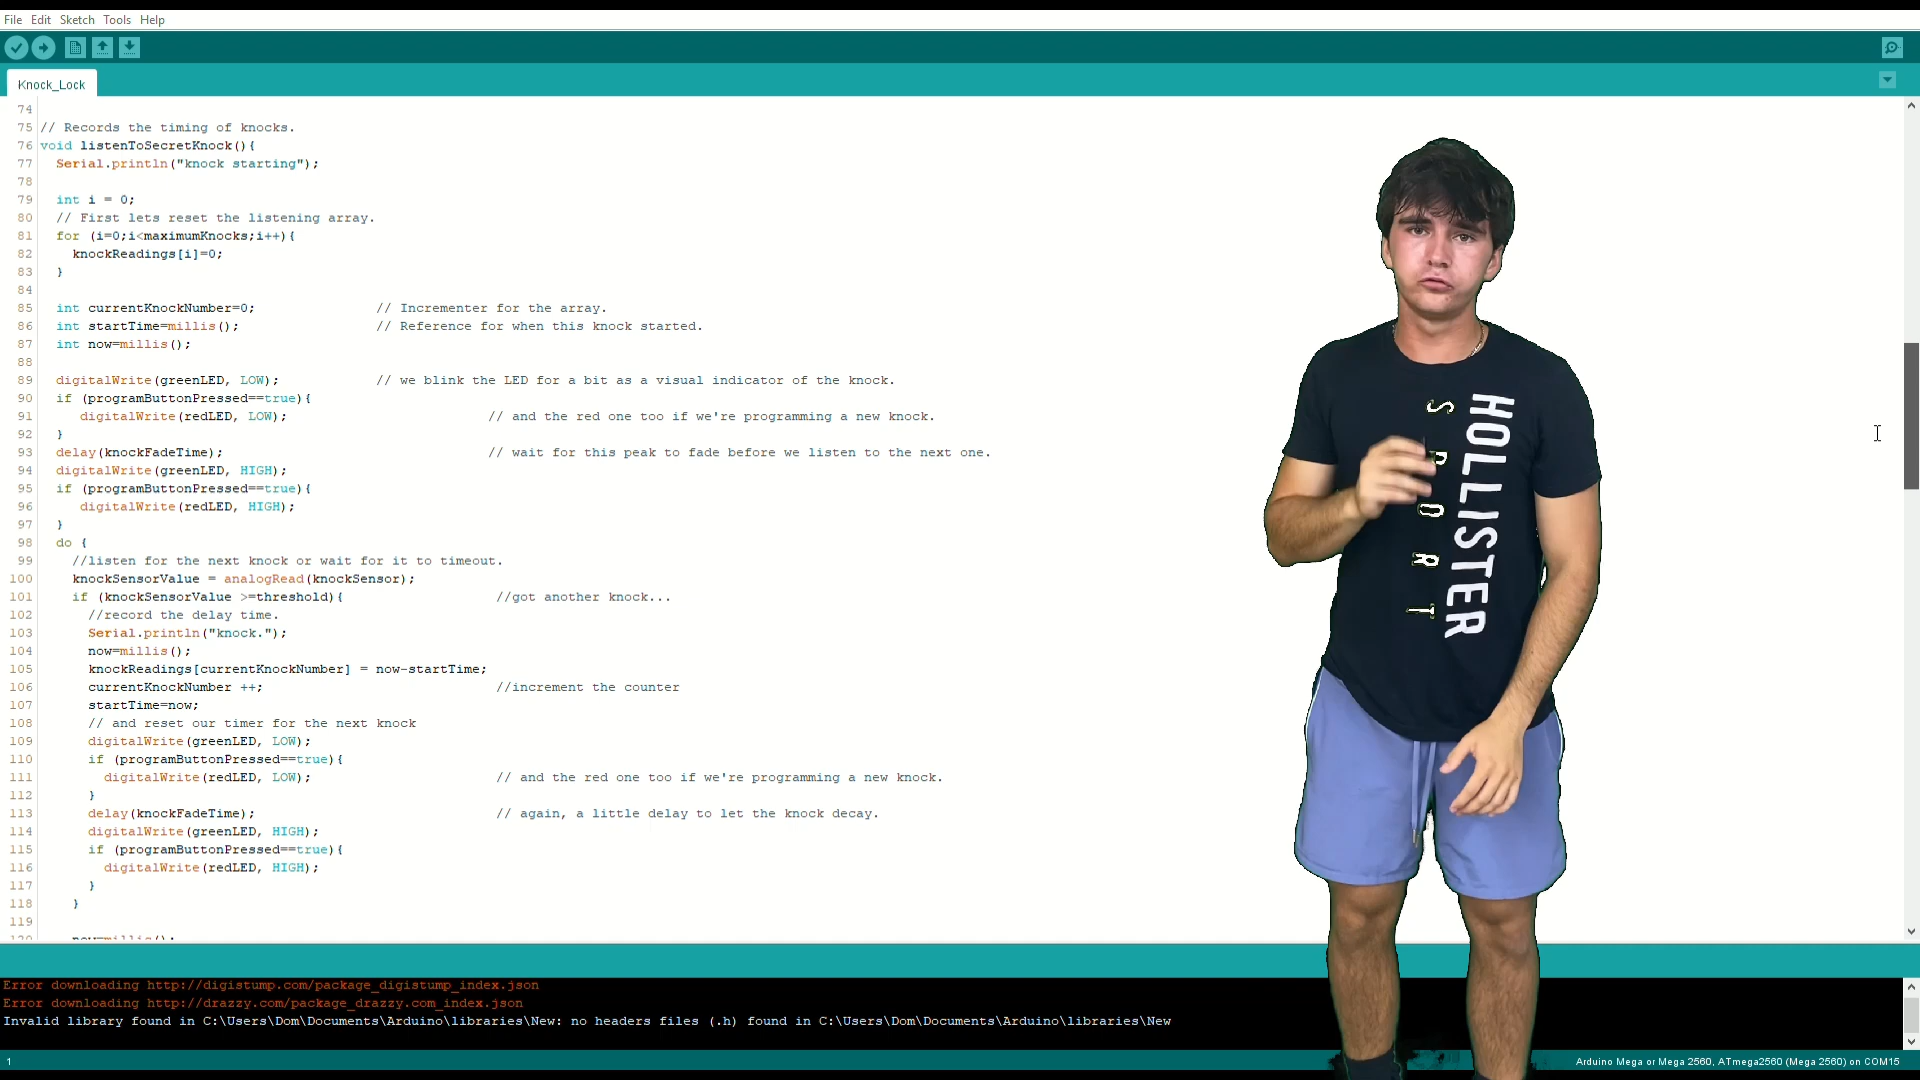 File Edit Sketch Tools Help
Knock_Lock
74
75 // Records the timing of knocks.
76 void listenToSecretKnock(){
77 Serial.println("knock starting");
78
79 int i = 0;
80 // First lets reset the listening array.
81 for (i=0;i<maximumKnocks;i++){
82 knockReadings[i]=0;
83 }
84
85 int currentKnockNumber=0; // Incrementer for the array.
86 int startTime=millis(); // Reference for when this knock started.
87 int now=millis();
88
89 digitalWrite(greenLED, LOW); // we blink the LED for a bit as a visual indicator of the knock.
90 if (programButtonPressed==true){
91 digitalWrite(redLED, LOW); // and the red one too if we're programming a new knock.
92 }
93 delay(knockFadeTime); // wait for this peak to fade before we listen to the next one.
94 digitalWrite(greenLED, HIGH);
95 if (programButtonPressed==true){
96 digitalWrite(redLED, HIGH);
97 }
98 do {
99 //listen for the next knock or wait for it to timeout.
100 knockSensorValue = analogRead(knockSensor);
101 if (knockSensorValue >=threshold){ //got another knock...
102 //record the delay time.
103 Serial.println("knock.");
104 now=millis();
105 knockReadings[currentKnockNumber] = now-startTime;
106 currentKnockNumber ++; //increment the counter
107 startTime=now;
108 // and reset our timer for the next knock
109 digitalWrite(greenLED, LOW);
110 if (programButtonPressed==true){
111 digitalWrite(redLED, LOW); // and the red one too if we're programming a new knock.
112 }
113 delay(knockFadeTime); // again, a little delay to let the knock decay.
114 digitalWrite(greenLED, HIGH);
115 if (programButtonPressed==true){
116 digitalWrite(redLED, HIGH);
117 }
118 }
119
120 now=millis();
HOLLISTER
SPORT
Error downloading http://digistump.com/package_digistump_index.json
Error downloading http://drazzy.com/package_drazzy.com_index.json
Invalid library found in C:\Users\Dom\Documents\Arduino\libraries\New: no headers files (.h) found in C:\Users\Dom\Documents\Arduino\libraries\New
1
Arduino Mega or Mega 2560, ATmega2560 (Mega 2560) on COM15